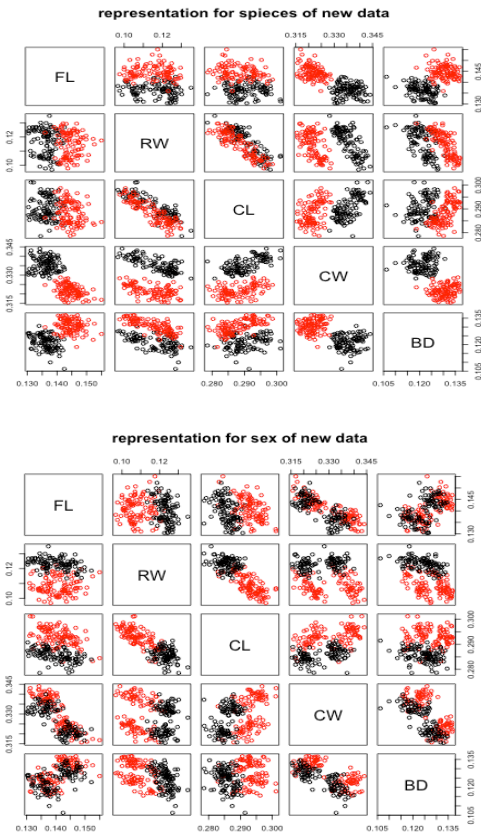 representation for spieces of new data
0.10 0.12 0.315 0.325 0.335 0.345
FL
0.130 0.145
0.10 0.12
RW
CL
0.280 0.290 0.300
0.315 0.330 0.345
CW
BD
0.105 0.120 0.135
0.130 0.140 0.150 0.280 0.290 0.300 0.105 0.120 0.135
representation for sex of new data
0.10 0.12 0.315 0.325 0.335 0.345
FL
0.130 0.145
0.10 0.12
RW
CL
0.280 0.290 0.300
0.315 0.330 0.345
CW
BD
0.105 0.120 0.135
0.130 0.140 0.150 0.280 0.290 0.300 0.105 0.120 0.135